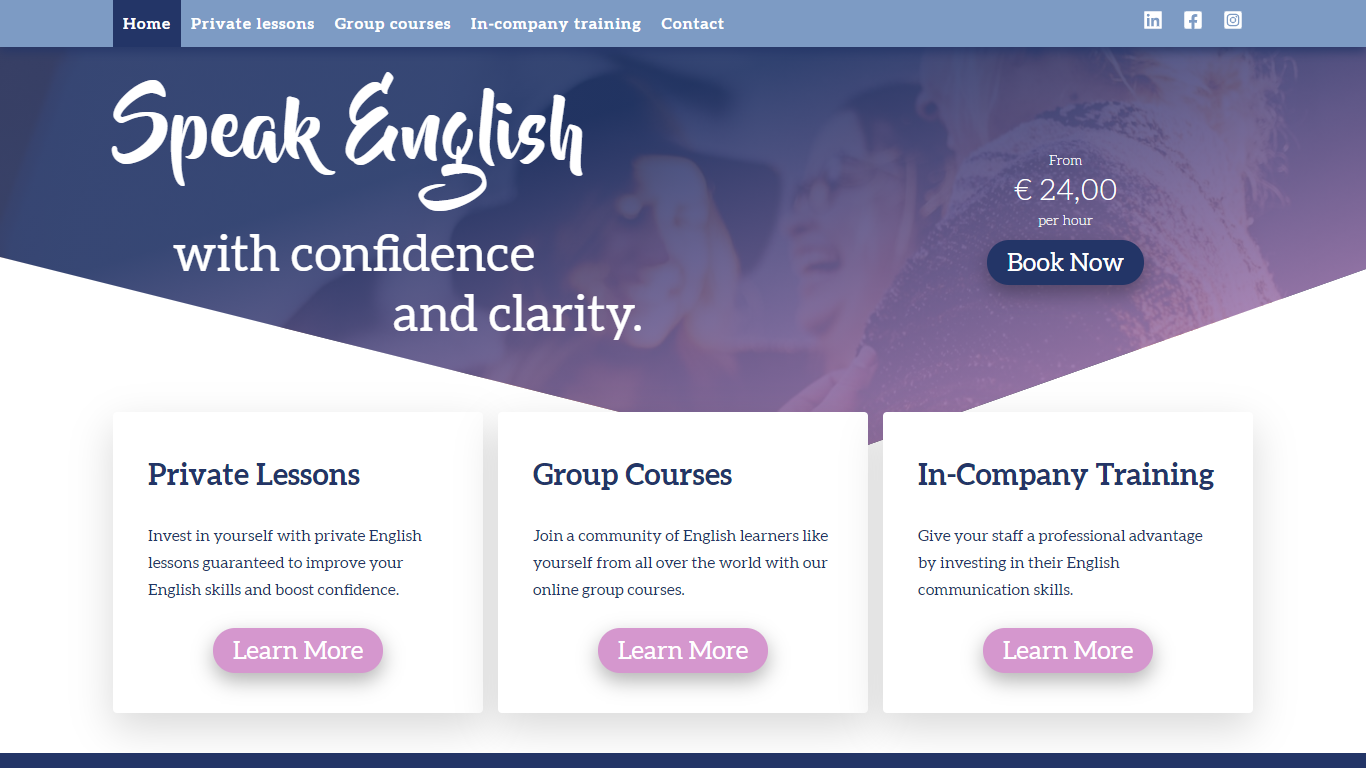 Home Private lessons Group courses In-company training Contact
Speak English
with confidence
and clarity.
From
€ 24,00
per hour
Book Now
Private Lessons
Invest in yourself with private English
lessons guaranteed to improve your
English skills and boost confidence.
Learn More
Group Courses
Join a community of English learners like
yourself from all over the world with our
online group courses.
Learn More
In-Company Training
Give your staff a professional advantage
by investing in their English
communication skills.
Learn More